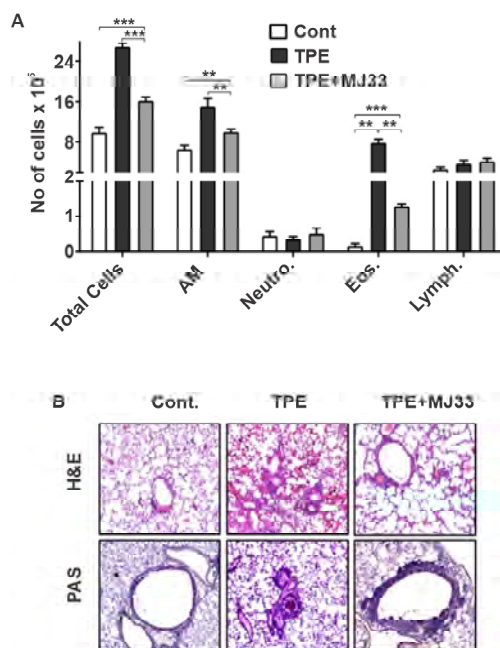 A
Cont
TPE
TPE+MJ33
No of cells x 10⁵
24
16
8
2
1
0
***
***
**
**
***
** **
Total Cells
AM
Neutro.
Eos.
Lymph.
B
Cont. TPE TPE+MJ33
H&E
PAS